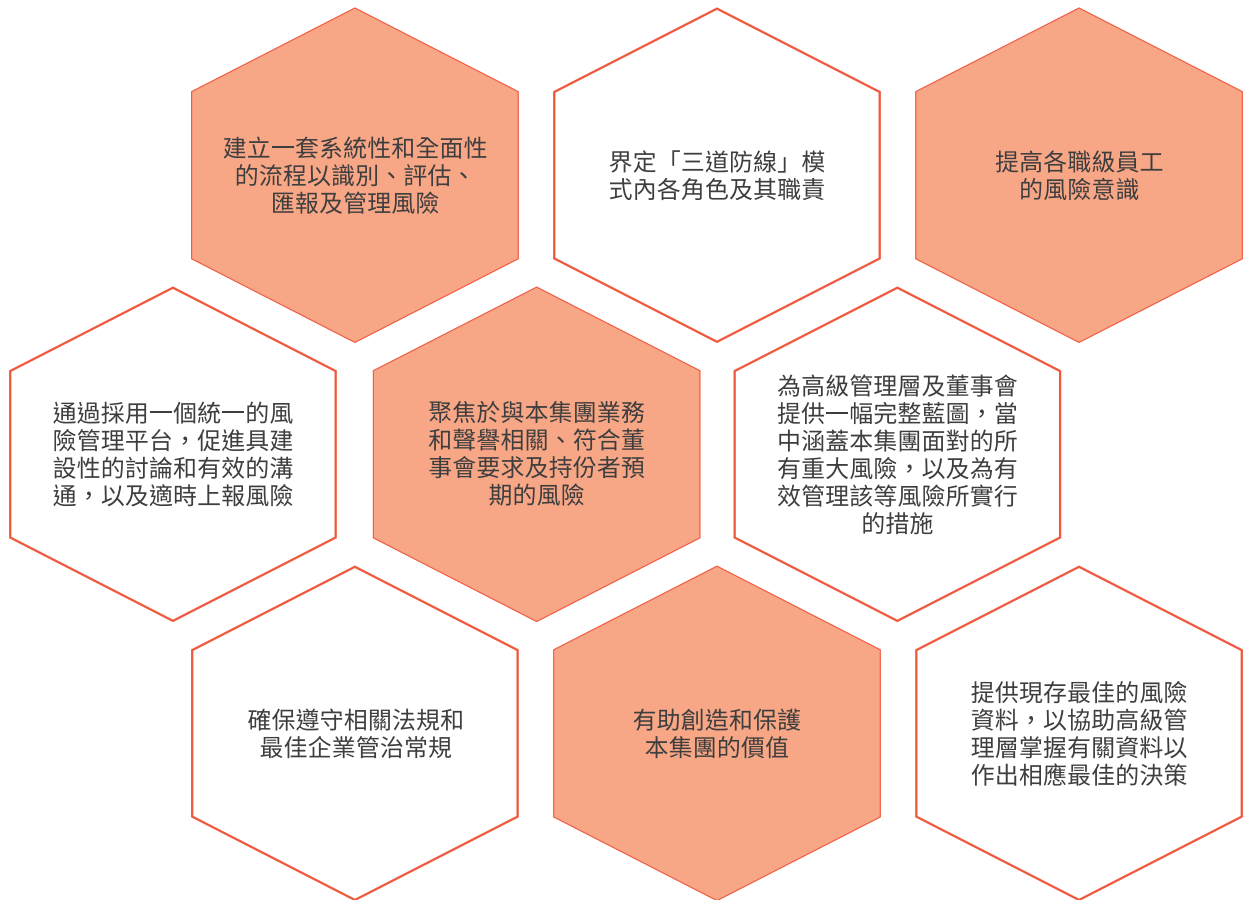 建立一套系統性和全面性
的流程以識別、評估、
匯報及管理風險
界定「三道防線」模
式內各角色及其職責
提高各職級員工
的風險意識
通過採用一個統一的風
險管理平台，促進具建
設性的討論和有效的溝
通，以及適時上報風險
聚焦於與本集團業務
和聲譽相關、符合董
事會要求及持份者預
期的風險
為高級管理層及董事會
提供一幅完整藍圖，當
中涵蓋本集團面對的所
有重大風險，以及為有
效管理該等風險所實行
的措施
確保遵守相關法規和
最佳企業管治常規
有助創造和保護
本集團的價值
提供現存最佳的風險
資料，以協助高級管
理層掌握有關資料以
作出相應最佳的決策